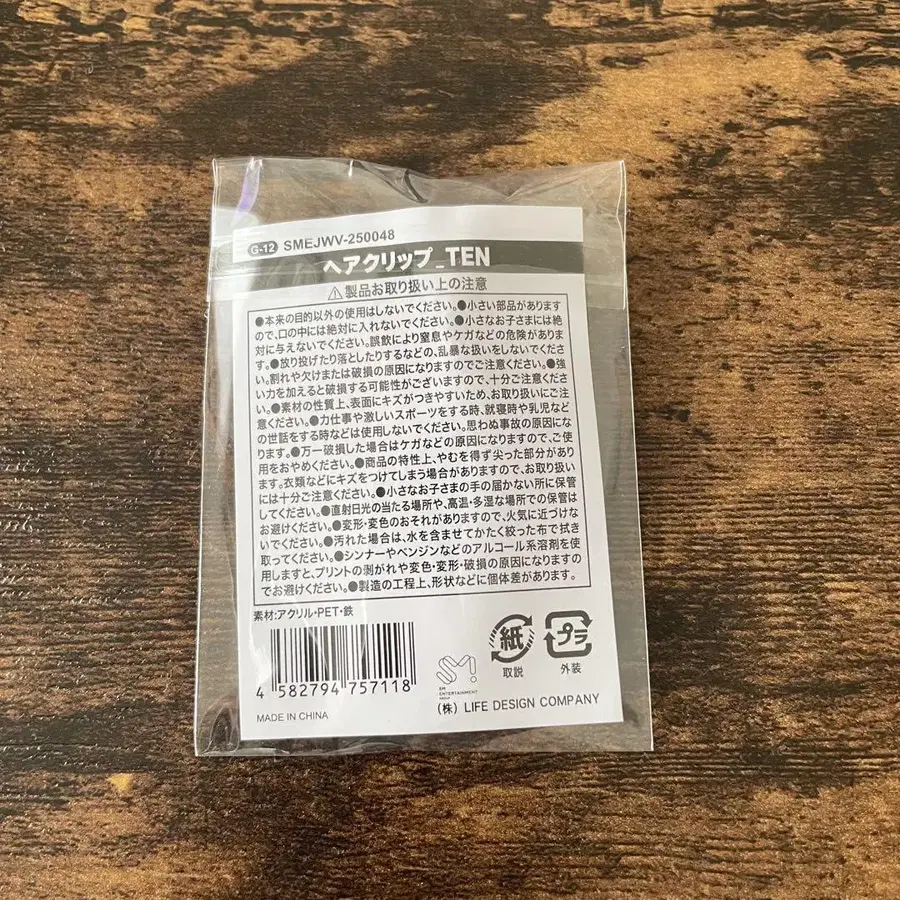 G-12 SMEJWV-250048
ヘアクリップ_TEN
⚠製品お取り扱い上の注意
●本来の目的以外の使用はしないでください。●小さい部品があります
ので、口の中には絶対に入れないでください。●小さなお子さまには絶
対に与えないでください。誤飲により窒息やケガなどの危険がありま
す。●放り投げたり落としたりするなどの、乱暴な扱いをしないでくださ
い。割れや欠けまたは破損の原因になりますのでご注意ください。●強
い力を加えると破損する可能性がございますので、十分ご注意くださ
い。●素材の性質上、表面にキズがつきやすいため、お取り扱いにご注
意ください。●力仕事や激しいスポーツをする時、就寝時や乳児など
の世話をする時などは使用しないでください。思わぬ事故の原因にな
ります。●万一破損した場合はケガなどの原因になりますので、ご使
用をおやめください。●商品の特性上、やむを得ず尖った部分があり
ます。衣類などにキズをつけてしまう場合がありますので、お取り扱い
には十分ご注意ください。●小さなお子さまの手の届かない所に保管
してください。●直射日光の当たる場所や、高温・多湿な場所での保管は
お避けください。●変形・変色のおそれがありますので、火気に近づけな
いでください。●汚れた場合は、水を含ませてかたく絞った布で拭き
取ってください。●シンナーやベンジンなどのアルコール系溶剤を使
用しますと、プリントの剥がれや変色・変形・破損の原因になりますの
でお避けください。●製造の工程上、形状などに個体差があります。
素材:アクリル・PET・鉄
4 582794 757118
MADE IN CHINA
SM
SM
ENTERTAINMENT
GROUP
紙
取説
プラ
外装
(株) LIFE DESIGN COMPANY